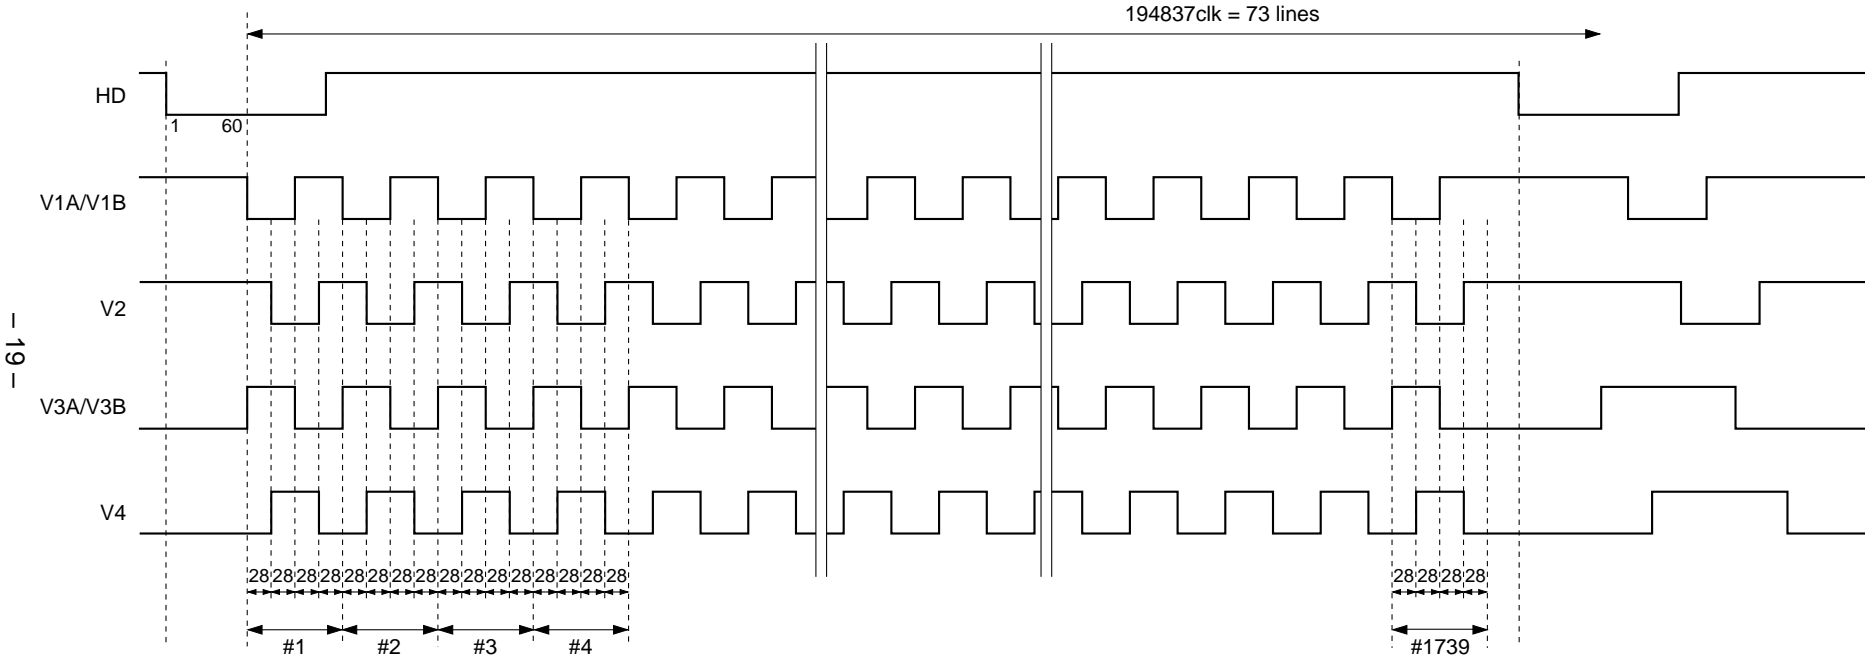 194837clk = 73 lines
HD
1 60
V1A/V1B
V2
– 19 –
V3A/V3B
V4
28 28 28 28 28 28 28 28 28 28 28 28 28 28 28 28 28 28 28 28
#1 #2 #3 #4 #1739